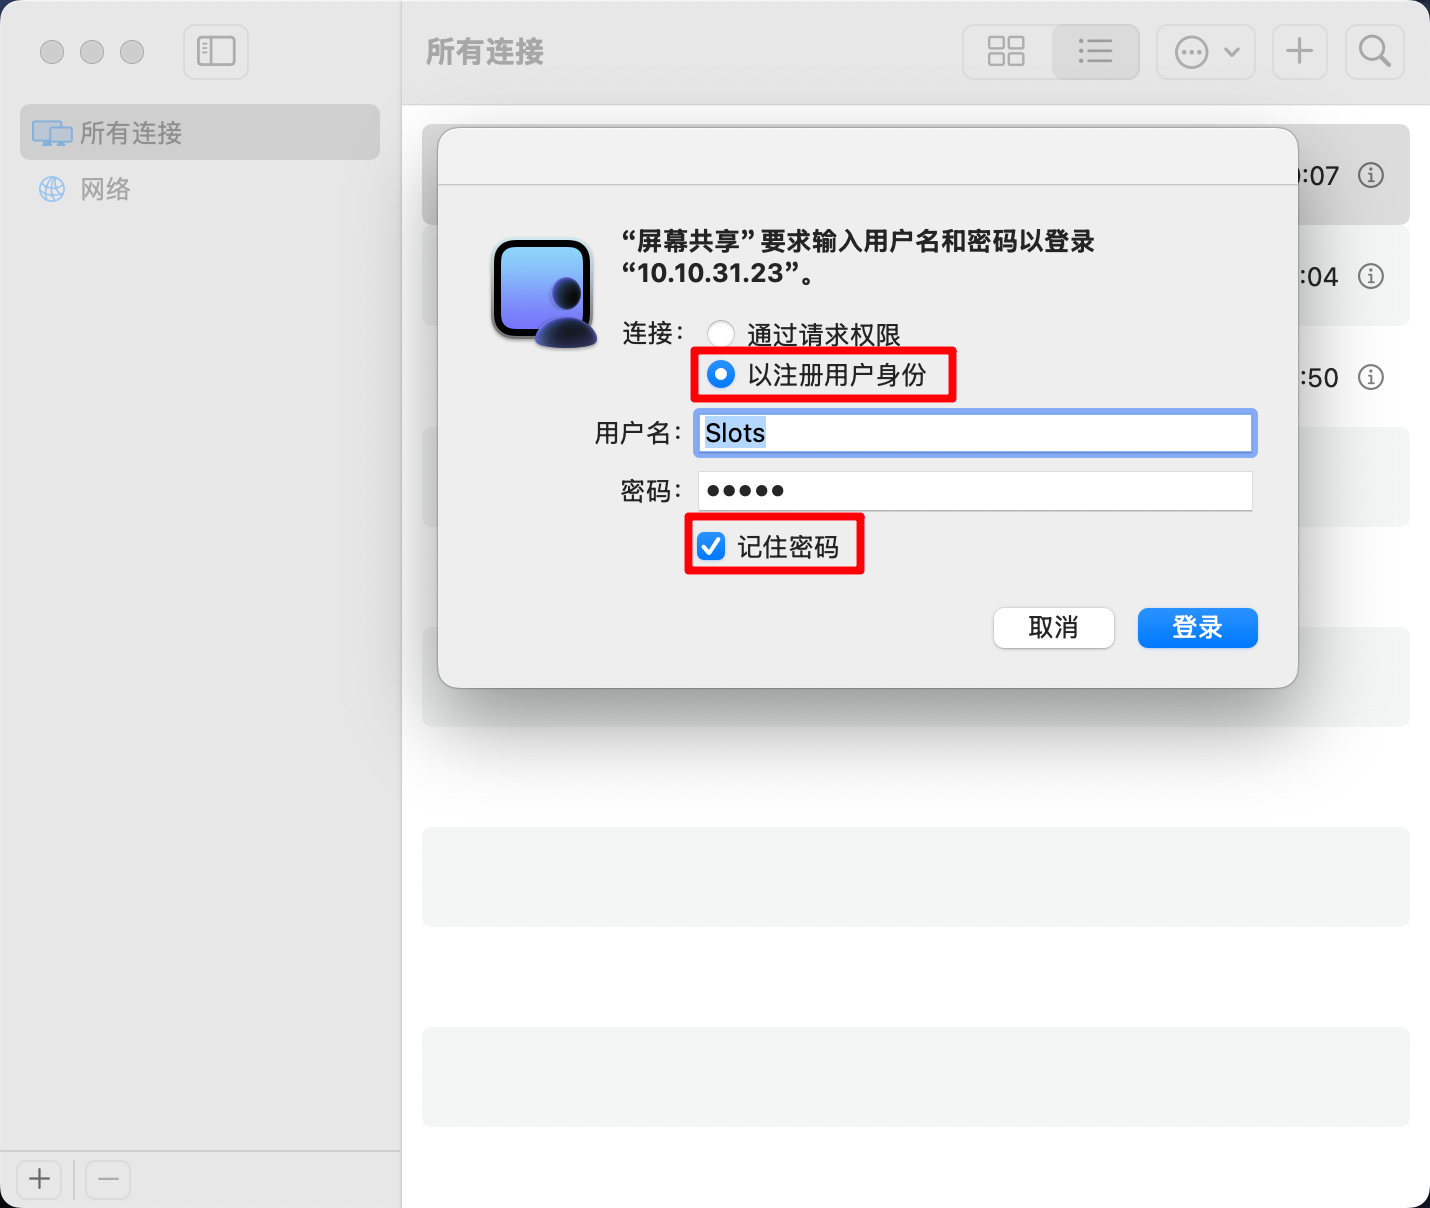 所有连接
所有连接
网络
:07
:04
:50
“屏幕共享”要求输入用户名和密码以登录
“10.10.31.23”。
连接：
通过请求权限
以注册用户身份
用户名：
Slots
密码：
•••••
记住密码
取消
登录